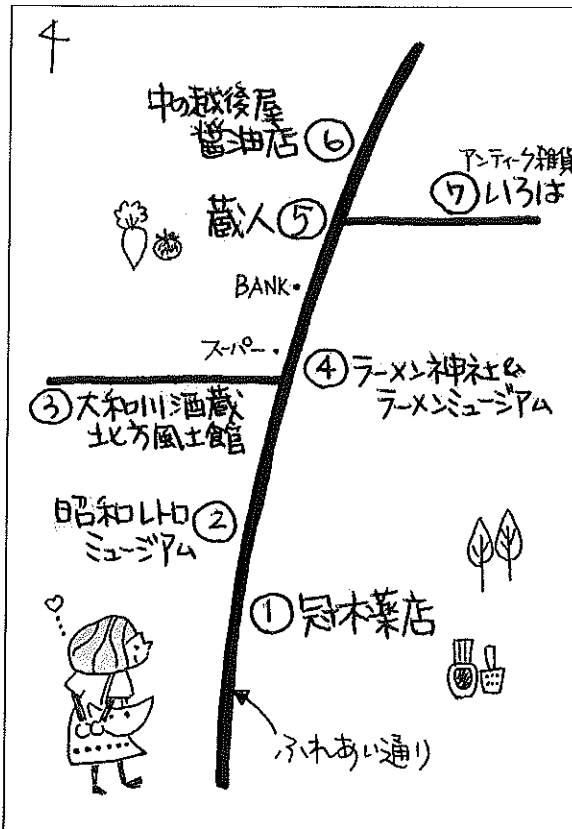 4
中の越後屋
醤油店 ⑥
アンティーク雑貨
⑦ いろは
蔵人 ⑤
BANK・
スーパー・
④ ラーメン神社&
ラーメンミュージアム
③ 大和川酒蔵
北方風土館
昭和レトロ ②
ミュージアム
① 冠木薬店
ふれあい通り